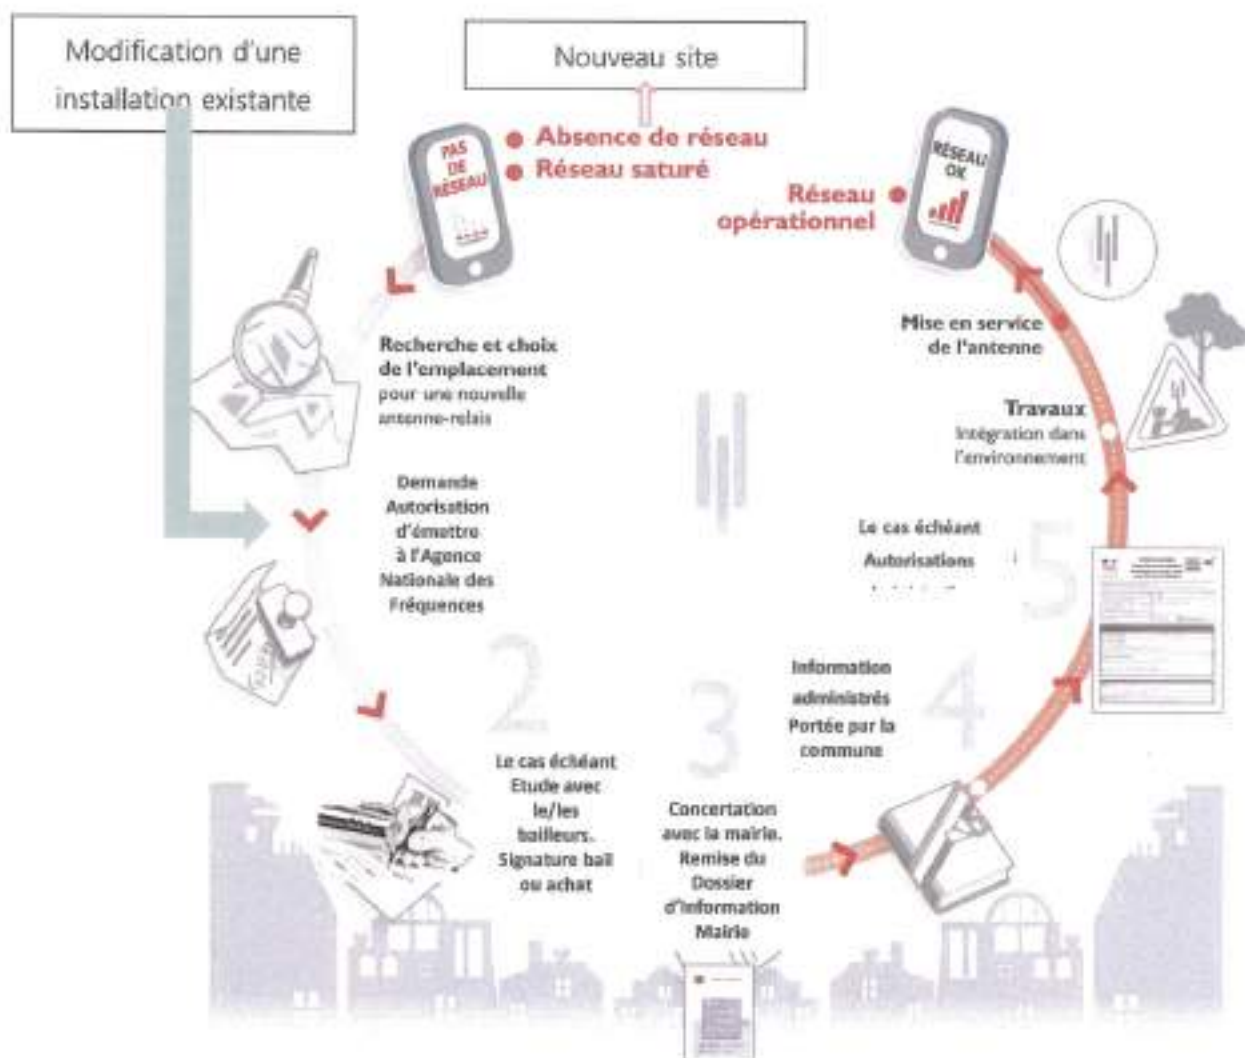 Modification d'une
installation existante
Nouveau site
PAS
DE
RÉSEAU
Absence de réseau
Réseau saturé
RÉSEAU
OK
Réseau
opérationnel
Recherche et choix
de l'emplacement
pour une nouvelle
antenne-relais
Demande
Autorisation
d'émettre
à l'Agence
Nationale des
Fréquences
2
Le cas échéant
Etude avec
le/les
bailleurs.
Signature bail
ou achat
3
Concertation
avec la mairie.
Remise du
Dossier
d'Information
Mairie
4
Information
administrés
Portée par la
commune
5
Le cas échéant
Autorisations
Travaux
Intégration dans
l'environnement
Mise en service
de l'antenne